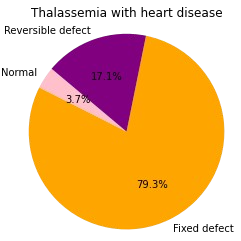 Thalassemia with heart disease
Reversible defect
17.1%
Normal
3.7%
79.3%
Fixed defect